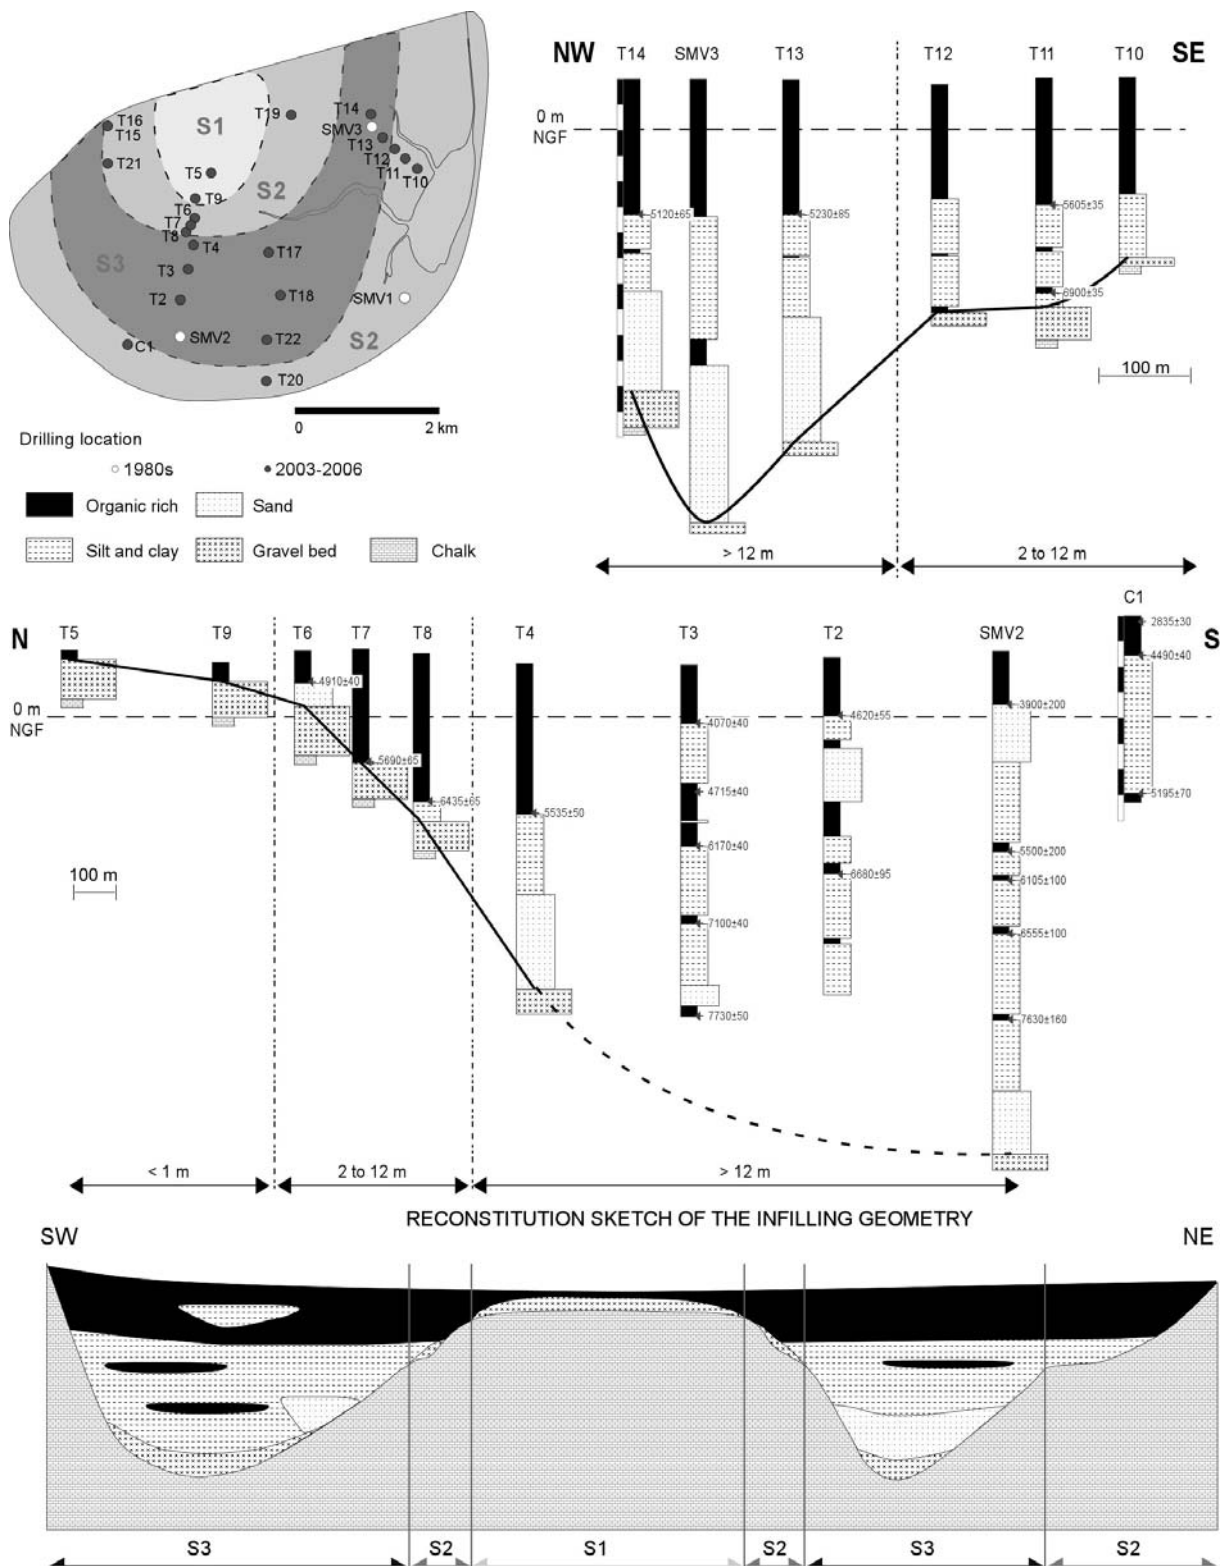 T16
T15
T21
S1
T19
T14
SMV3
T13
T12
T11
T10
T5
T9
S2
T6
T7
T8
T4
S3
T3
T17
T2
T18
SMV1
SMV2
T22
S2
C1
T20
0 2 km
Drilling location
1980s 2003-2006
Organic rich Sand
Silt and clay Gravel bed Chalk
NW T14 SMV3 T13 T12 T11 T10 SE
0 m
NGF
5120±65
5230±85
5605±35
6900±35
100 m
> 12 m 2 to 12 m
N T5 T9 T6 T7 T8 T4 T3 T2 SMV2 C1 S
0 m
NGF
4910±40
5690±65
6435±65
5535±50
4070±40
4715±40
6170±40
7100±40
7730±50
4620±55
6680±95
3900±200
5500±200
6105±100
6555±100
7630±160
2835±30
4490±40
5195±70
100 m
< 1 m 2 to 12 m > 12 m
RECONSTITUTION SKETCH OF THE INFILLING GEOMETRY
SW NE
S3 S2 S1 S2 S3 S2